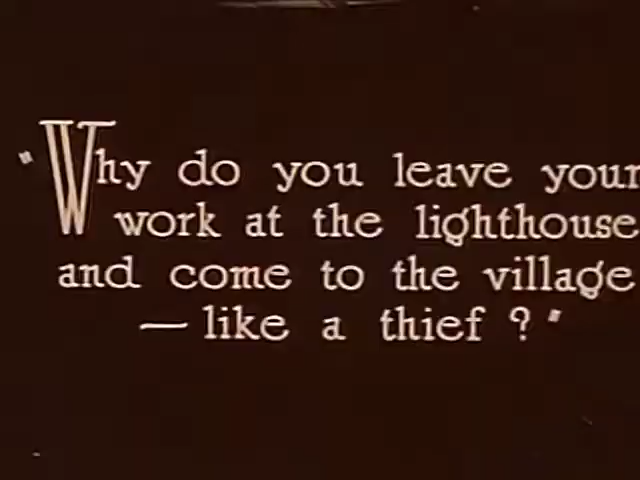 "Why do you leave your
work at the lighthouse
and come to the village
— like a thief?"